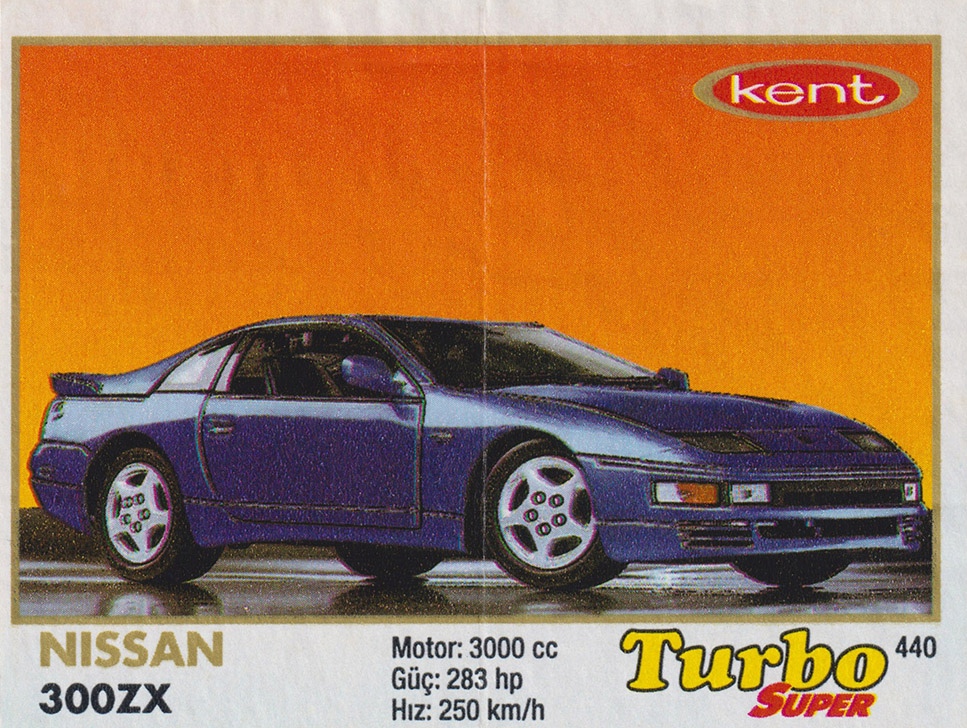 kent
NISSAN
300ZX
Motor: 3000 cc
Güç: 283 hp
Hız: 250 km/h
Turbo
SUPER
440